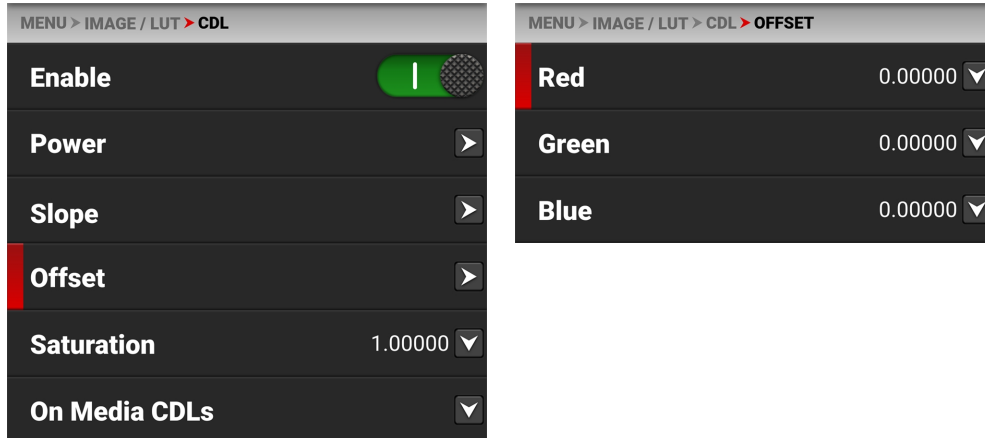 MENU > IMAGE / LUT > CDL
Enable
Power
Slope
Offset
Saturation 1.00000
On Media CDLs
MENU > IMAGE / LUT > CDL > OFFSET
Red 0.00000
Green 0.00000
Blue 0.00000